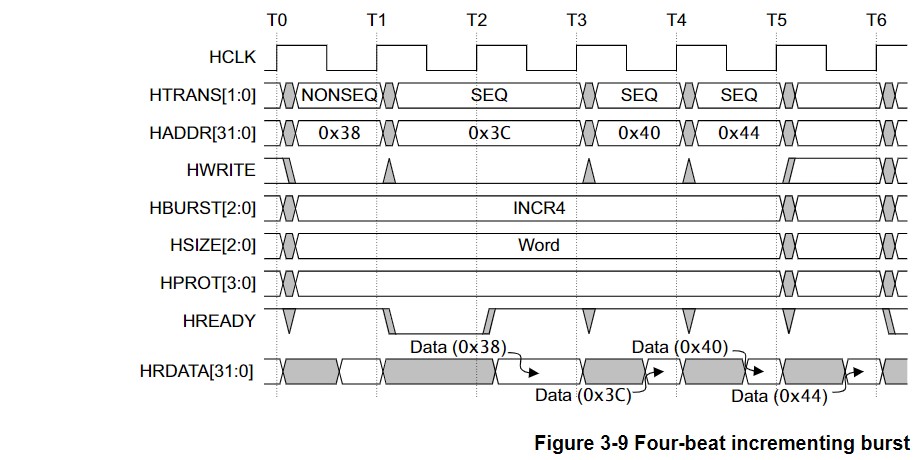 T0 T1 T2 T3 T4 T5 T6
HCLK
HTRANS[1:0] NONSEQ SEQ SEQ SEQ
HADDR[31:0] 0x38 0x3C 0x40 0x44
HWRITE
HBURST[2:0] INCR4
HSIZE[2:0] Word
HPROT[3:0]
HREADY
Data (0x38) Data (0x40)
HRDATA[31:0]
Data (0x3C) Data (0x44)
Figure 3-9 Four-beat incrementing burst